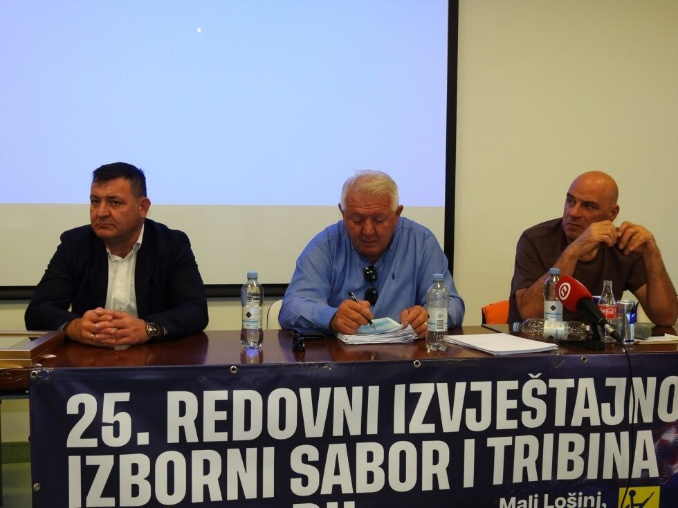 25. REDOVNI IZVJEŠTAJNO
IZBORNI SABOR I TRIBINA
Mali Lošinj,